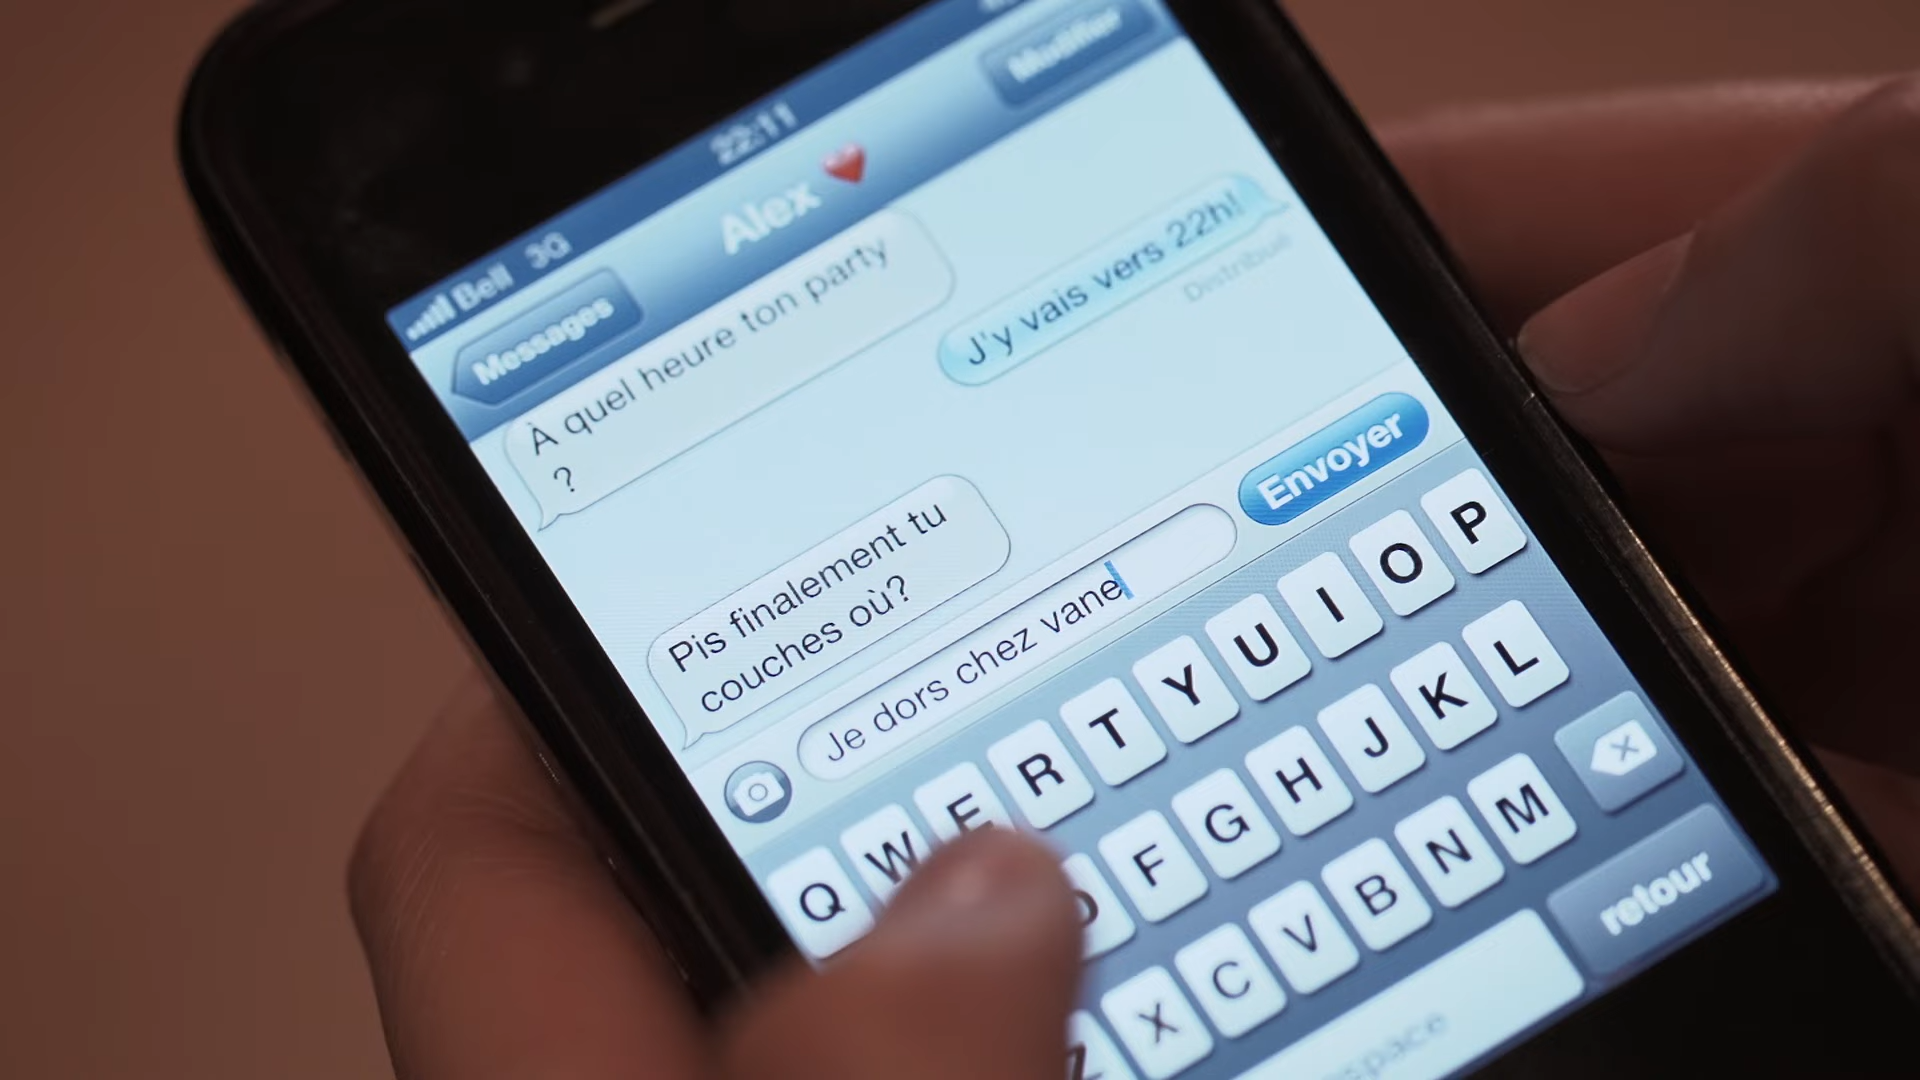 Bell 3G 22:11
Messages Alex ❤ Modifier
À quel heure ton party
?
J'y vais vers 22h!
Distribué
Pis finalement tu
couches où?
Je dors chez vane
Envoyer
Q W E R T Y U I O P
D F G H J K L
Z X C V B N M
space
retour